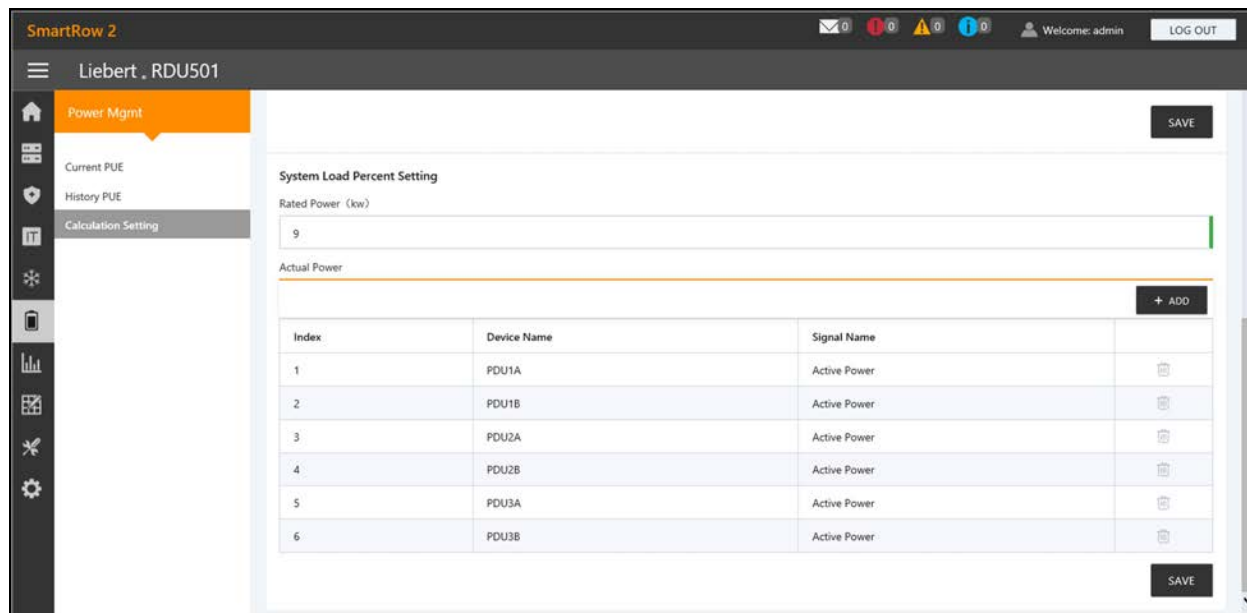 SmartRow 2
0 0 0 0 Welcome: admin LOG OUT
Liebert . RDU501
Power Mgmt
SAVE
Current PUE
History PUE
Calculation Setting
IT
System Load Percent Setting
Rated Power（kw）
9
Actual Power
+ ADD
Index Device Name Signal Name
1 PDU1A Active Power
2 PDU1B Active Power
3 PDU2A Active Power
4 PDU2B Active Power
5 PDU3A Active Power
6 PDU3B Active Power
SAVE